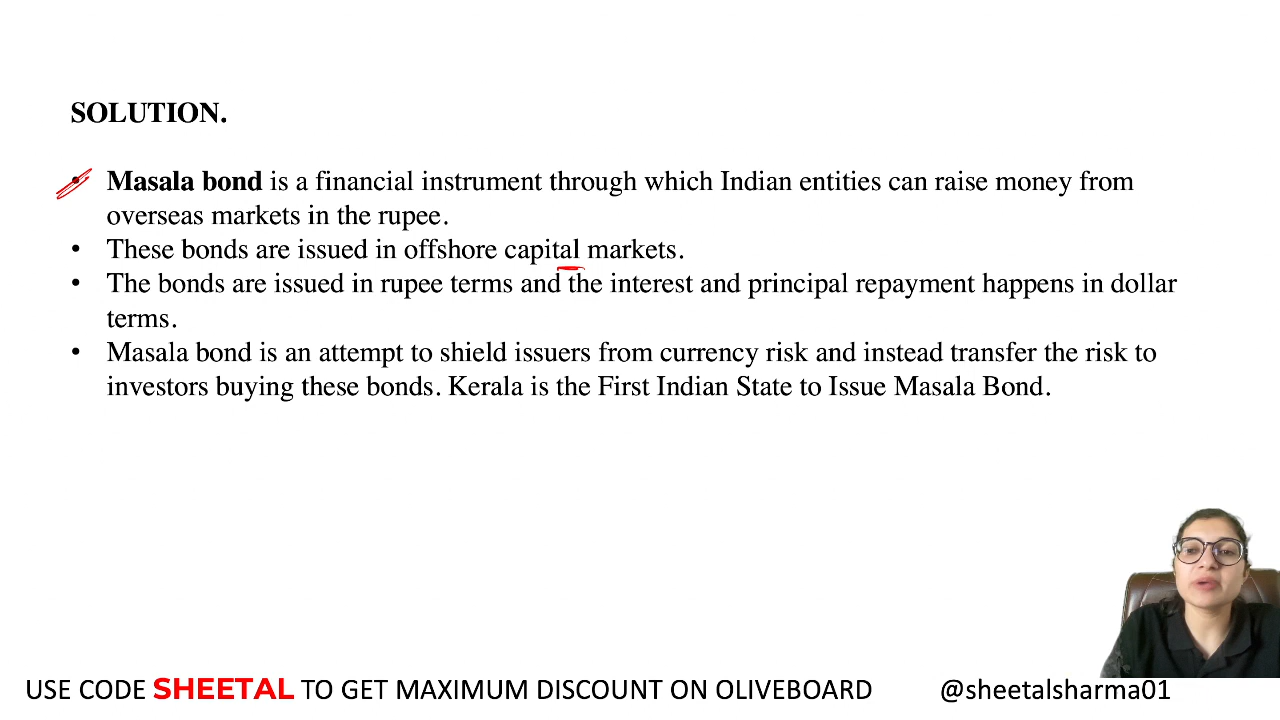 SOLUTION.
• Masala bond is a financial instrument through which Indian entities can raise money from
overseas markets in the rupee.
• These bonds are issued in offshore capital markets.
• The bonds are issued in rupee terms and the interest and principal repayment happens in dollar
terms.
• Masala bond is an attempt to shield issuers from currency risk and instead transfer the risk to
investors buying these bonds. Kerala is the First Indian State to Issue Masala Bond.
USE CODE SHEETAL TO GET MAXIMUM DISCOUNT ON OLIVEBOARD @sheetalsharma01